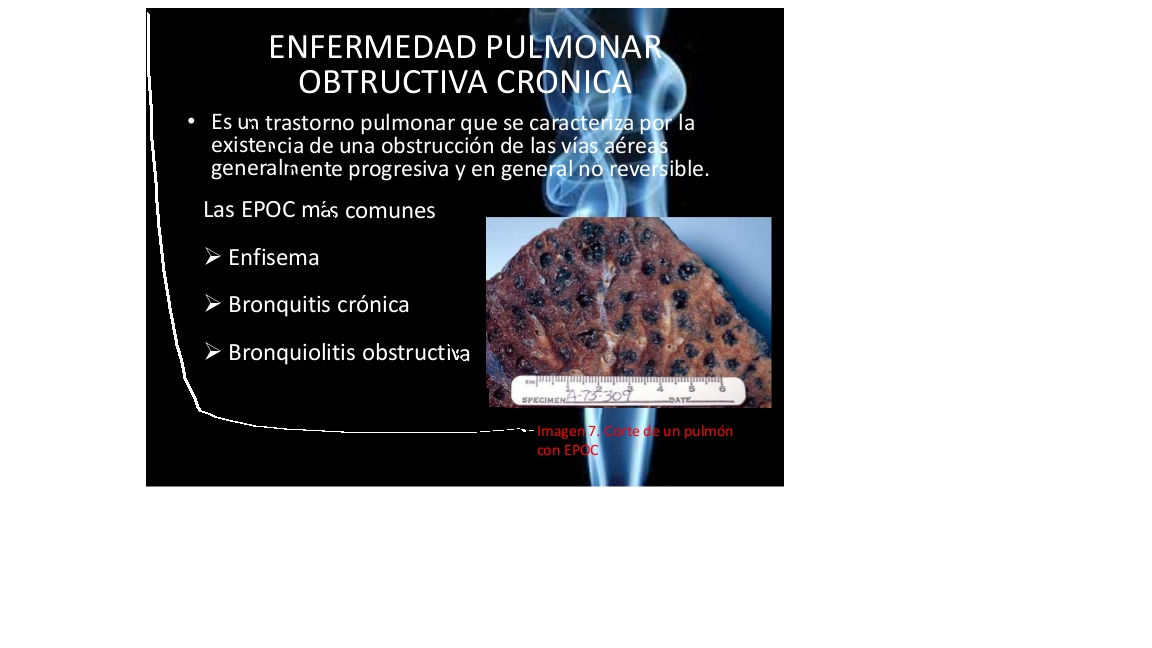 ENFERMEDAD PULMONAR
OBTRUCTIVA CRONICA
• Es un trastorno pulmonar que se caracteriza por la
existencia de una obstrucción de las vías aéreas
generalmente progresiva y en general no reversible.
Las EPOC más comunes
➢ Enfisema
➢ Bronquitis crónica
➢ Bronquiolitis obstructiva
cm 1 2 3 4 5 6
SPECIMEN A-75-309 DATE
Imagen 7. Corte de un pulmón
con EPOC